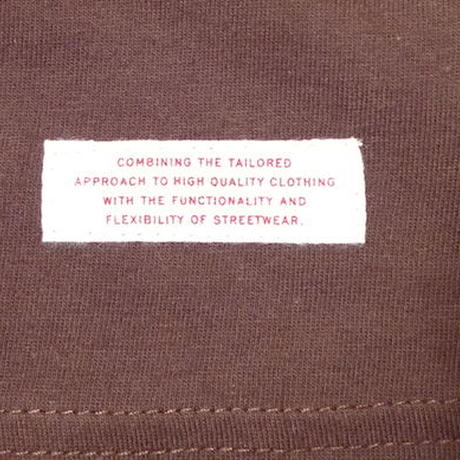 COMBINING THE TAILORED
APPROACH TO HIGH QUALITY CLOTHING
WITH THE FUNCTIONALITY AND
FLEXIBILITY OF STREETWEAR.